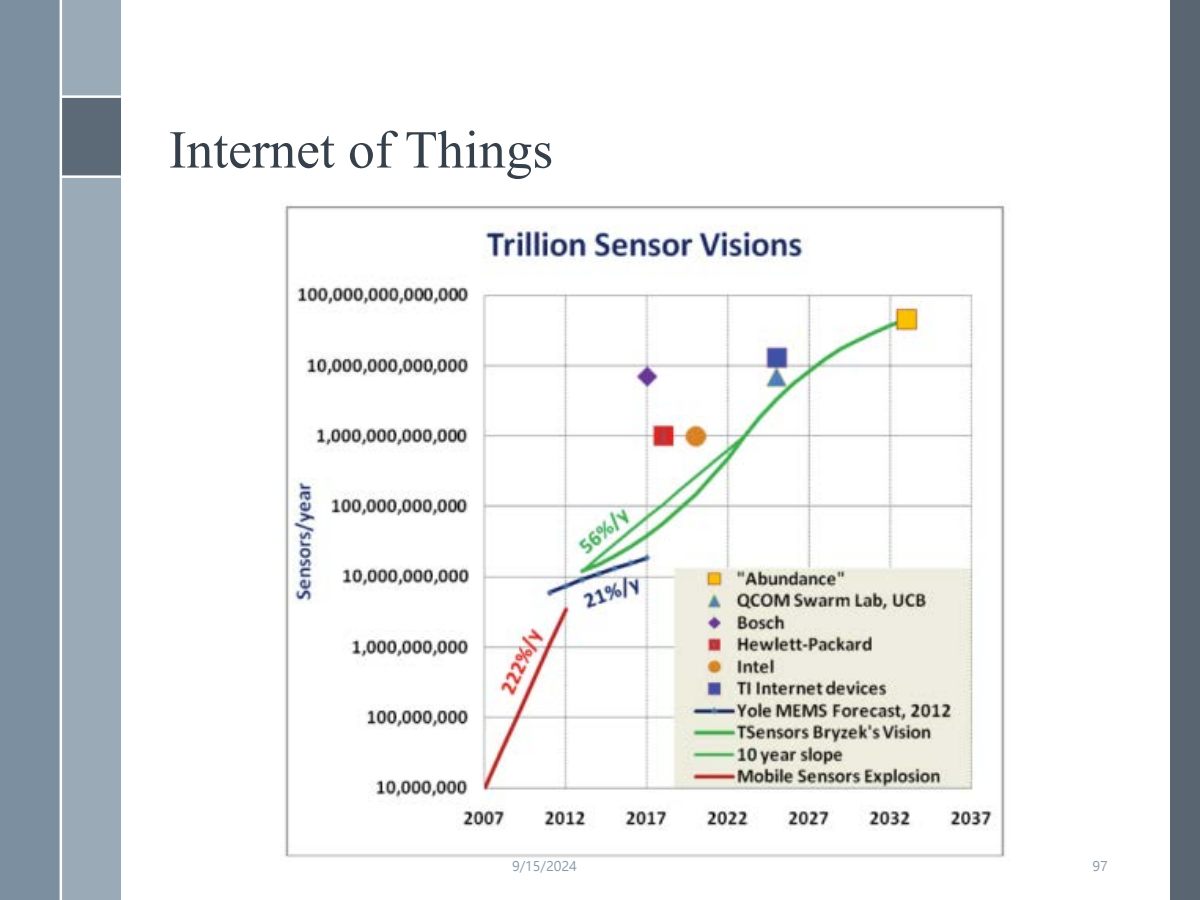 Internet of Things
Trillion Sensor Visions
100,000,000,000,000
10,000,000,000,000
1,000,000,000,000
100,000,000,000
10,000,000,000
1,000,000,000
100,000,000
10,000,000
Sensors/year
56%/y
21%/y
222%/y
"Abundance"
QCOM Swarm Lab, UCB
Bosch
Hewlett-Packard
Intel
TI Internet devices
Yole MEMS Forecast, 2012
TSensors Bryzek's Vision
10 year slope
Mobile Sensors Explosion
2007 2012 2017 2022 2027 2032 2037
9/15/2024 97